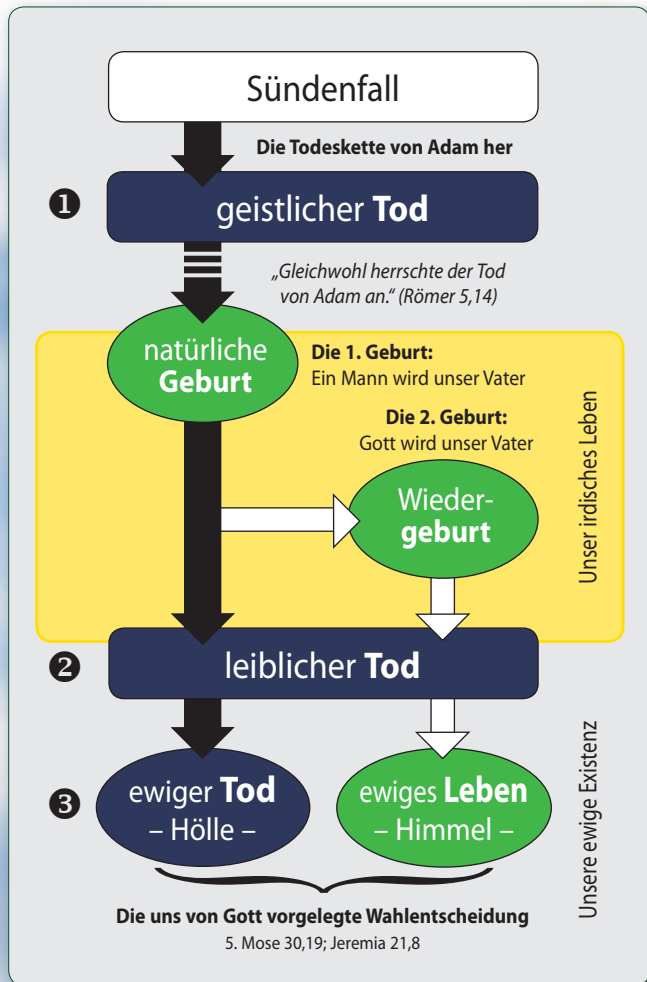 Sündenfall
Die Todeskette von Adam her
❶
geistlicher Tod
„Gleichwohl herrschte der Tod
von Adam an.“ (Römer 5,14)
natürliche
Geburt
Die 1. Geburt:
Ein Mann wird unser Vater
Die 2. Geburt:
Gott wird unser Vater
Wieder-
geburt
Unser irdisches Leben
❷
leiblicher Tod
❸
ewiger Tod
– Hölle –
ewiges Leben
– Himmel –
Unsere ewige Existenz
Die uns von Gott vorgelegte Wahlentscheidung
5. Mose 30,19; Jeremia 21,8